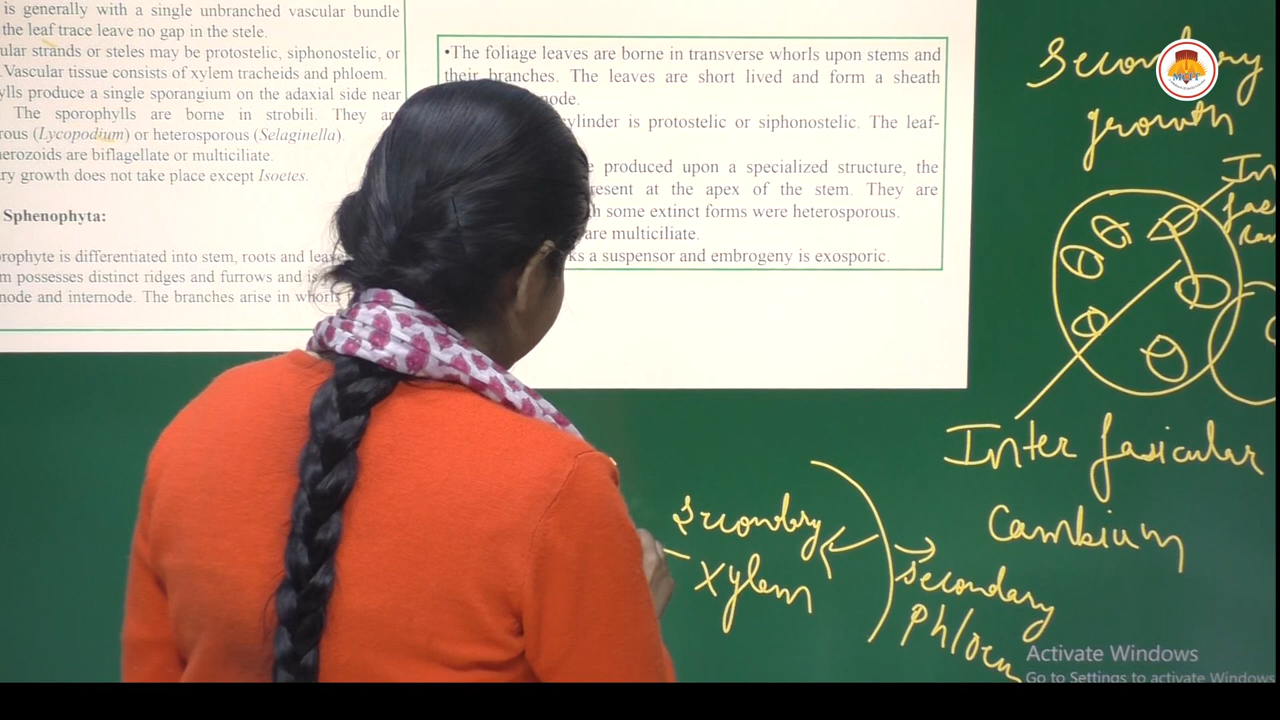 is generally with a single unbranched vascular bundle
the leaf trace leave no gap in the stele.
ular strands or steles may be protostelic, siphonostelic, or
. Vascular tissue consists of xylem tracheids and phloem.
ylls produce a single sporangium on the adaxial side near
The sporophylls are borne in strobili. They are
rous (Lycopodium) or heterosporous (Selaginella).
erozoids are biflagellate or multiciliate.
ry growth does not take place except Isoetes.
Sphenophyta:
rophyte is differentiated into stem, roots and
m possesses distinct ridges and furrows and is
node and internode. The branches arise in whorls
•The foliage leaves are borne in transverse whorls upon stems and
their branches. The leaves are short lived and form a sheath
node.
cylinder is protostelic or siphonostelic. The leaf-
produced upon a specialized structure, the
resent at the apex of the stem. They are
some extinct forms were heterosporous.
are multiciliate.
ks a suspensor and embrogeny is exosporic.
Secondary
growth
In
Inter fasicular
Cambium
Secondary
Xylem
Secondary
Phloem
Activate Windows
Go to Settings to activate Windows